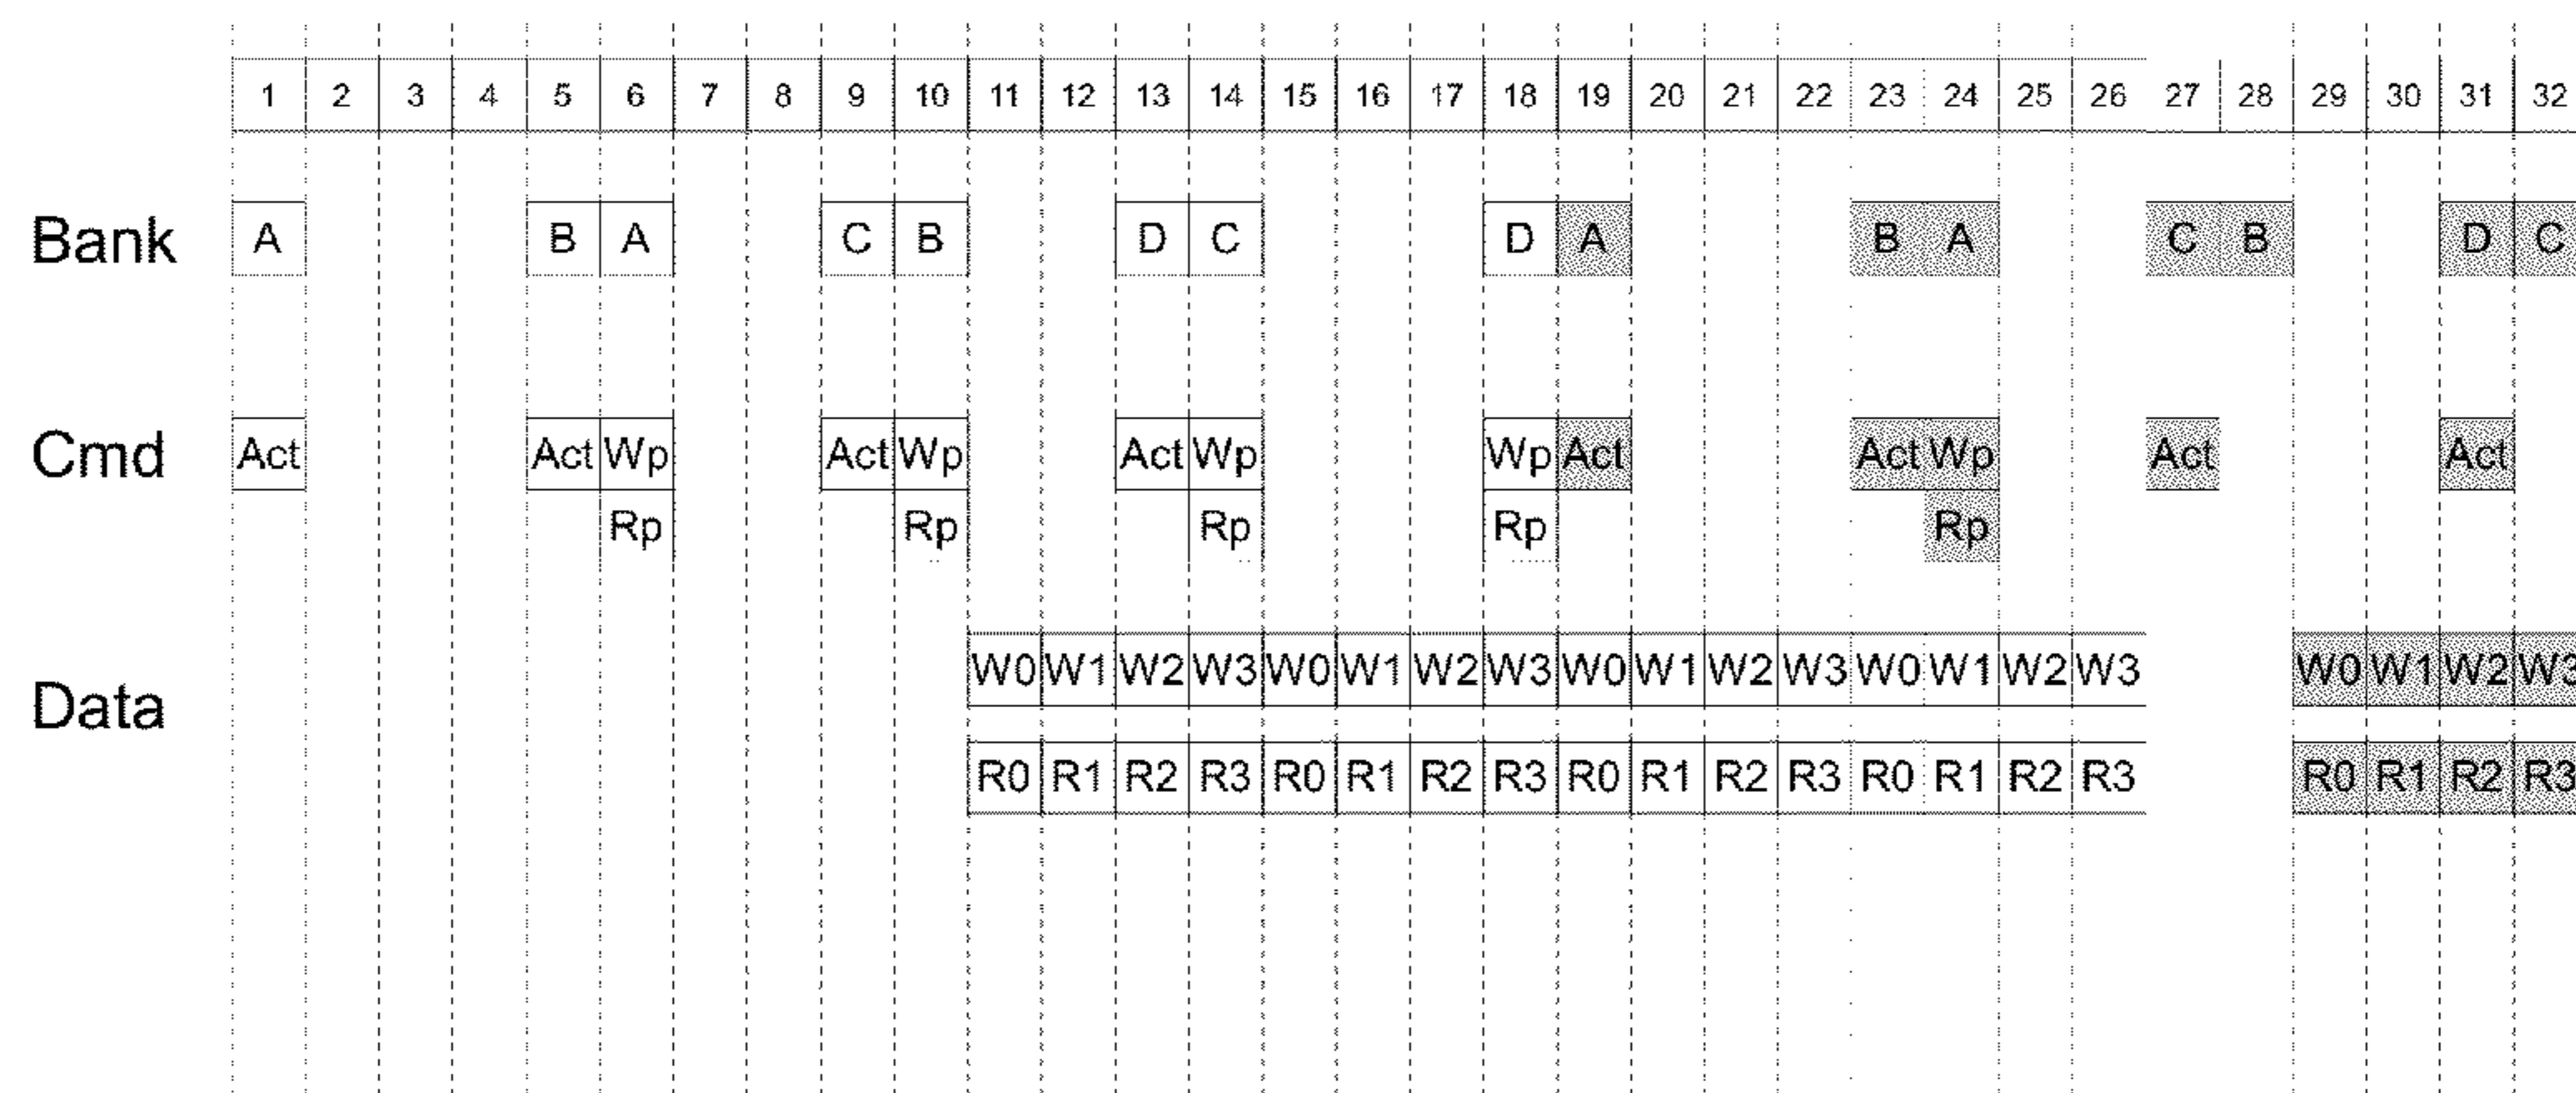 1 2 3 4 5 6 7 8 9 10 11 12 13 14 15 16 17 18 19 20 21 22 23 24 25 26 27 28 29 30 31 32
Bank A B A C B D C D A B A C B D C
Cmd Act Act Wp Act Wp Act Wp Wp Act Act Wp Act Act
Rp Rp Rp Rp Rp
Data
W0 W1 W2 W3 W0 W1 W2 W3 W0 W1 W2 W3 W0 W1 W2 W3 W0 W1 W2 W3
R0 R1 R2 R3 R0 R1 R2 R3 R0 R1 R2 R3 R0 R1 R2 R3 R0 R1 R2 R3